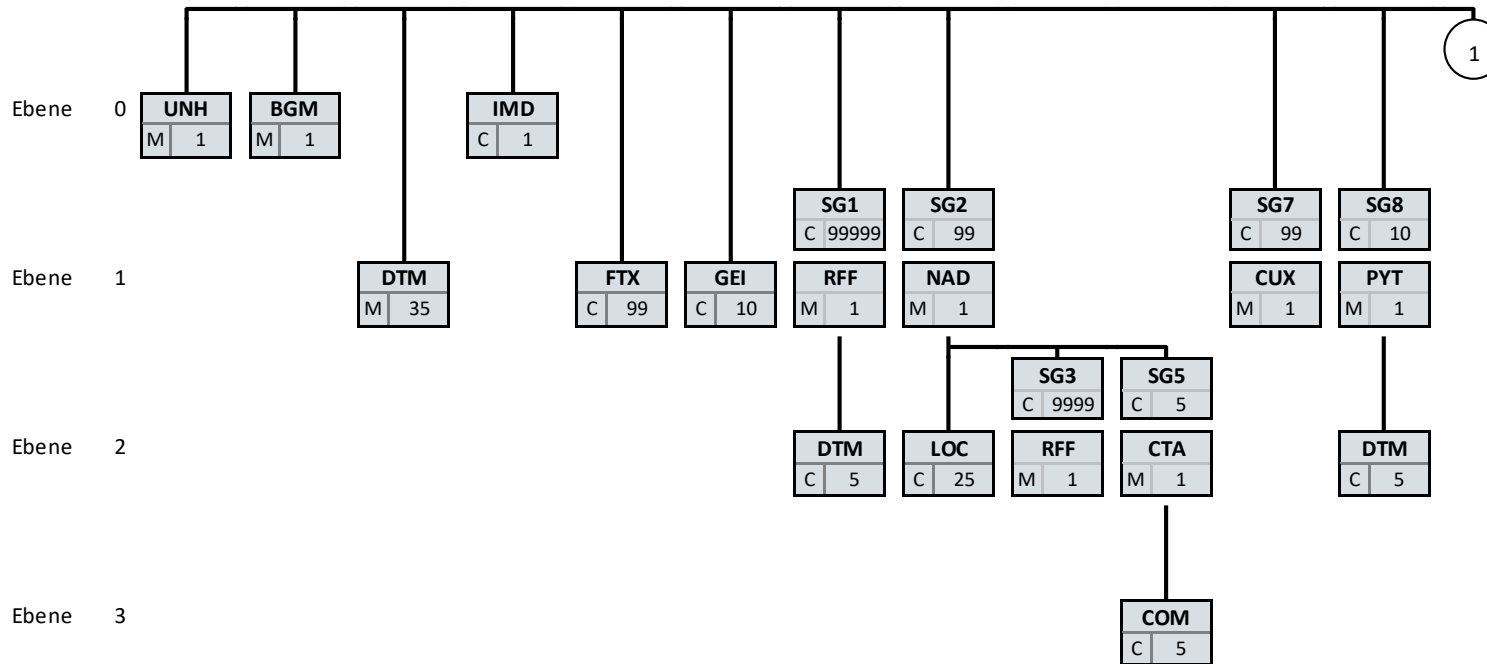 1
Ebene 0 UNH BGM IMD
M 1 M 1 C 1
SG1 SG2 SG7 SG8
C 99999 C 99 C 99 C 10
Ebene 1 DTM FTX GEI RFF NAD CUX PYT
M 35 C 99 C 10 M 1 M 1 M 1 M 1
SG3 SG5
C 9999 C 5
Ebene 2 DTM LOC RFF CTA DTM
C 5 C 25 M 1 M 1 C 5
Ebene 3 COM
C 5